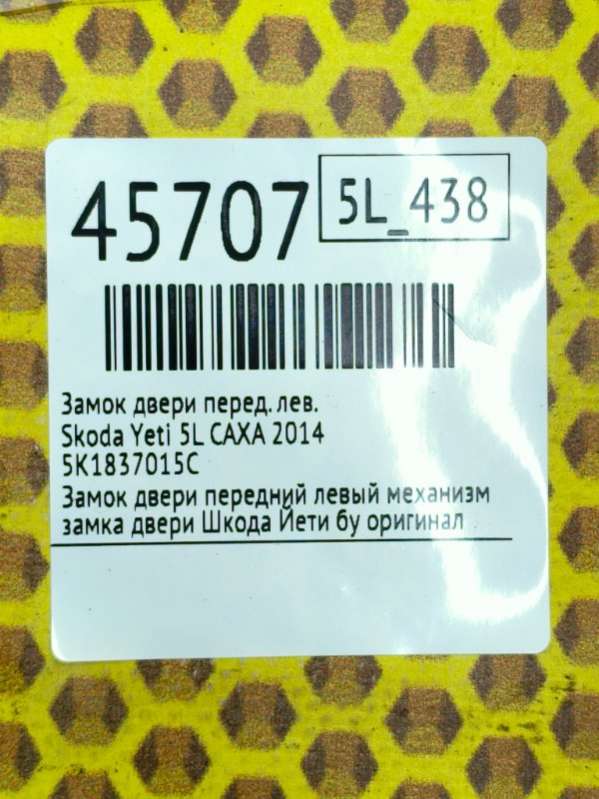 45707
5L_438
Замок двери перед. лев.
Skoda Yeti 5L CAXA 2014
5K1837015C
Замок двери передний левый механизм
замка двери Шкода Йети бу оригинал